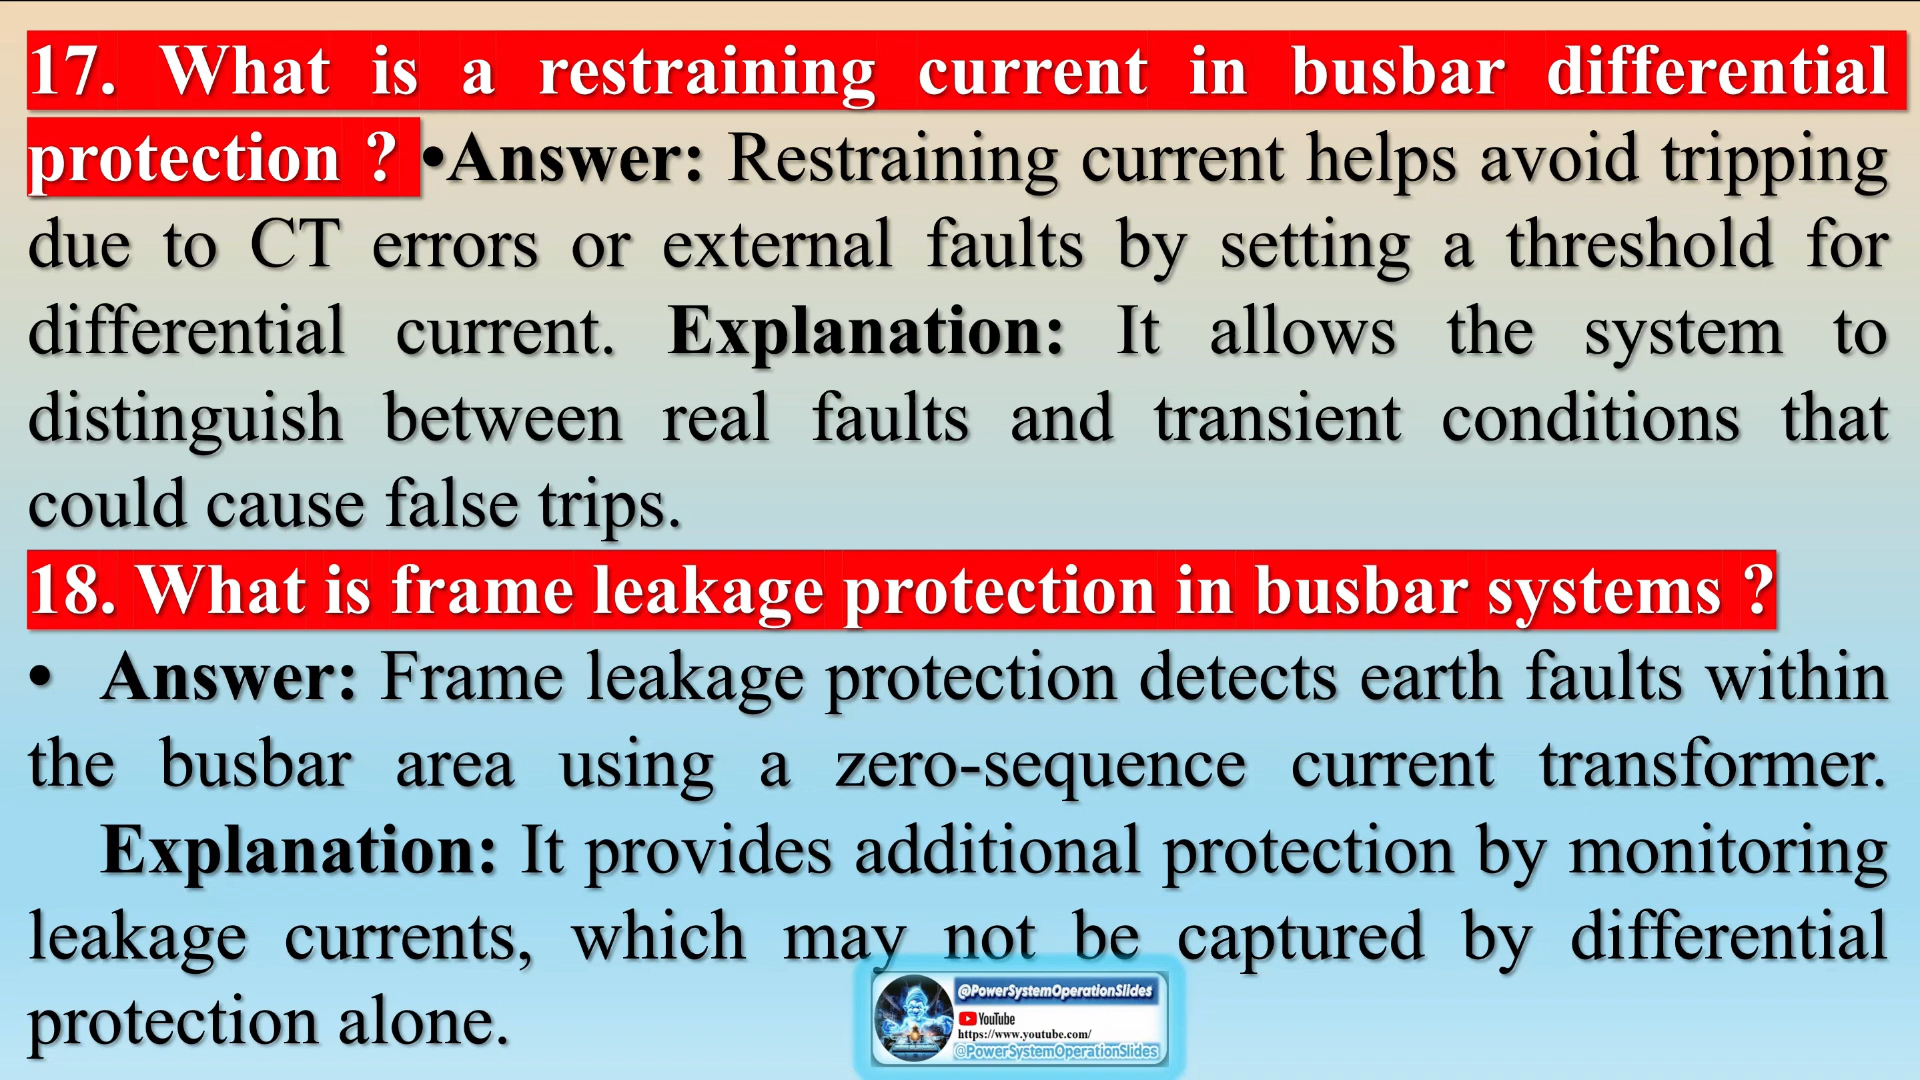 17. What is a restraining current in busbar differential
protection ? •Answer: Restraining current helps avoid tripping
due to CT errors or external faults by setting a threshold for
differential current. Explanation: It allows the system to
distinguish between real faults and transient conditions that
could cause false trips.
18. What is frame leakage protection in busbar systems ?
• Answer: Frame leakage protection detects earth faults within
the busbar area using a zero-sequence current transformer.
Explanation: It provides additional protection by monitoring
leakage currents, which may not be captured by differential
protection alone.
@PowerSystemOperationSlides
YouTube
https://www.youtube.com/
@PowerSystemOperationSlides